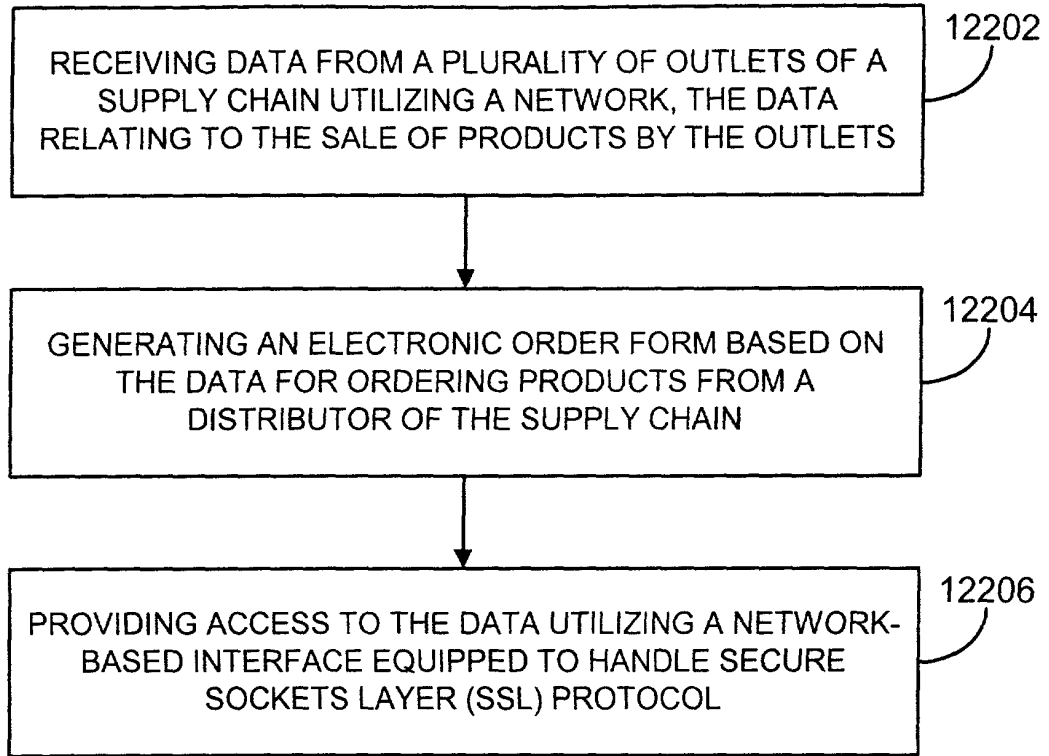 12202
RECEIVING DATA FROM A PLURALITY OF OUTLETS OF A
SUPPLY CHAIN UTILIZING A NETWORK, THE DATA
RELATING TO THE SALE OF PRODUCTS BY THE OUTLETS
12204
GENERATING AN ELECTRONIC ORDER FORM BASED ON
THE DATA FOR ORDERING PRODUCTS FROM A
DISTRIBUTOR OF THE SUPPLY CHAIN
12206
PROVIDING ACCESS TO THE DATA UTILIZING A NETWORK-
BASED INTERFACE EQUIPPED TO HANDLE SECURE
SOCKETS LAYER (SSL) PROTOCOL